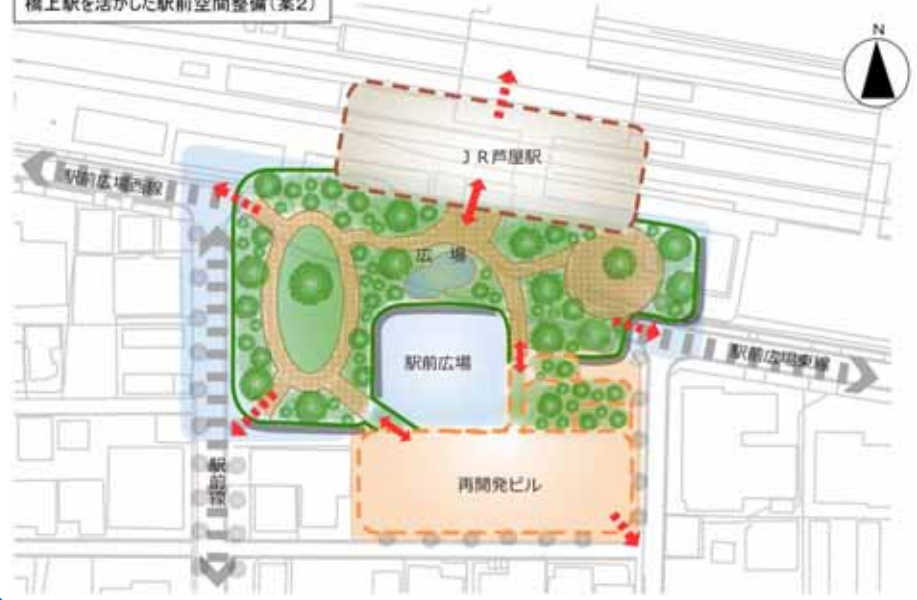 橋上駅を活かした駅前空間整備（案2）
N
ＪＲ芦屋駅
駅前広場西線
広　場
駅前広場
駅前広場東線
駅前線
再開発ビル